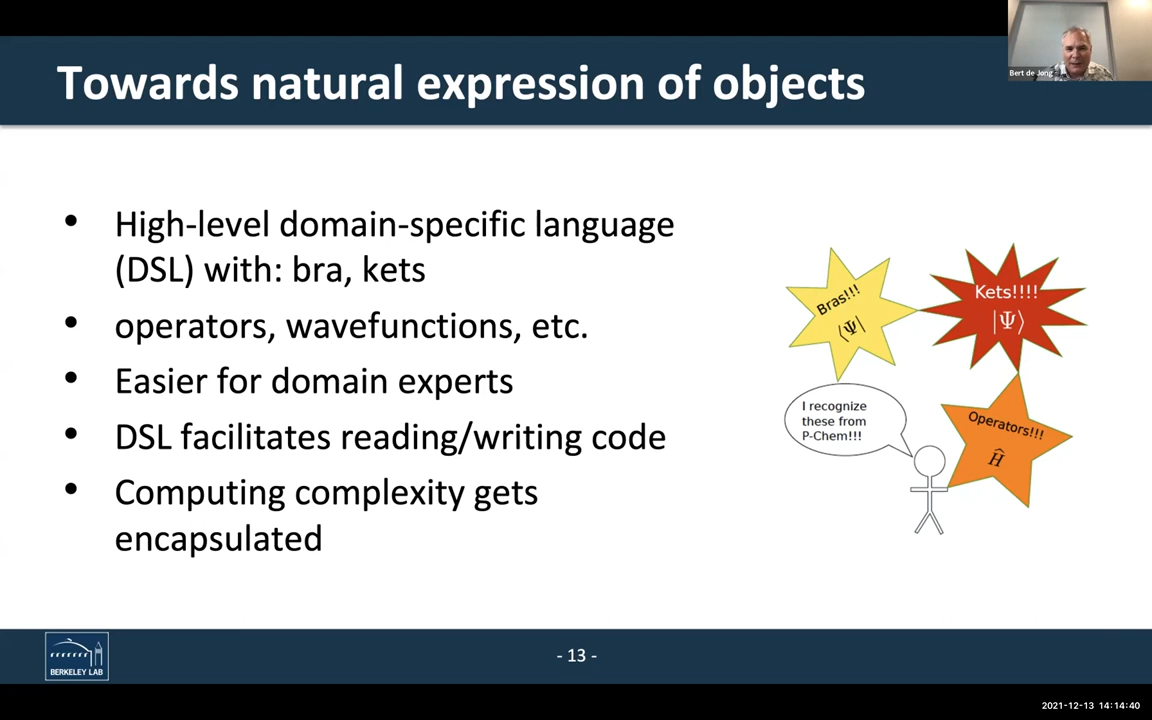 Towards natural expression of objects
Bert de Jong
• High-level domain-specific language
(DSL) with: bra, kets
• operators, wavefunctions, etc.
• Easier for domain experts
• DSL facilitates reading/writing code
• Computing complexity gets
encapsulated
Bras!!!
⟨Ψ|
Kets!!!!
|Ψ⟩
I recognize
these from
P-Chem!!!
Operators!!!
Ĥ
BERKELEY LAB
- 13 -
2021-12-13 14:14:40